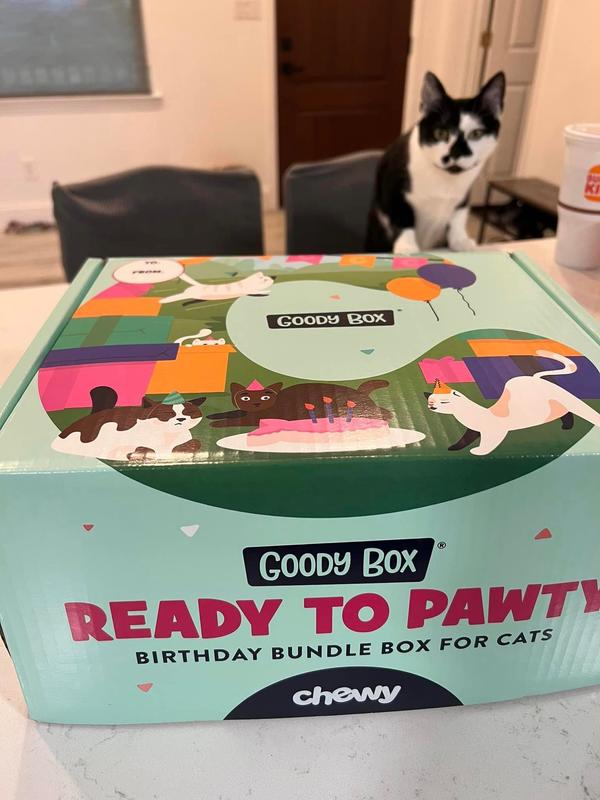 TO:
FROM:
GOODY BOX
GOODY BOX®
READY TO PAWTY
BIRTHDAY BUNDLE BOX FOR CATS
chewy